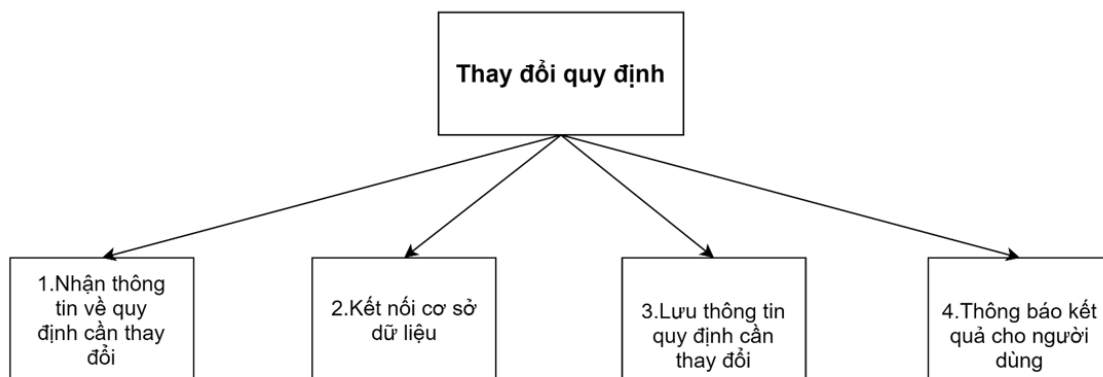 Thay đổi quy định
1.Nhận thông
tin về quy
định cần thay
đổi
2.Kết nối cơ sở
dữ liệu
3.Lưu thông tin
quy định cần
thay đổi
4.Thông báo kết
quả cho người
dùng